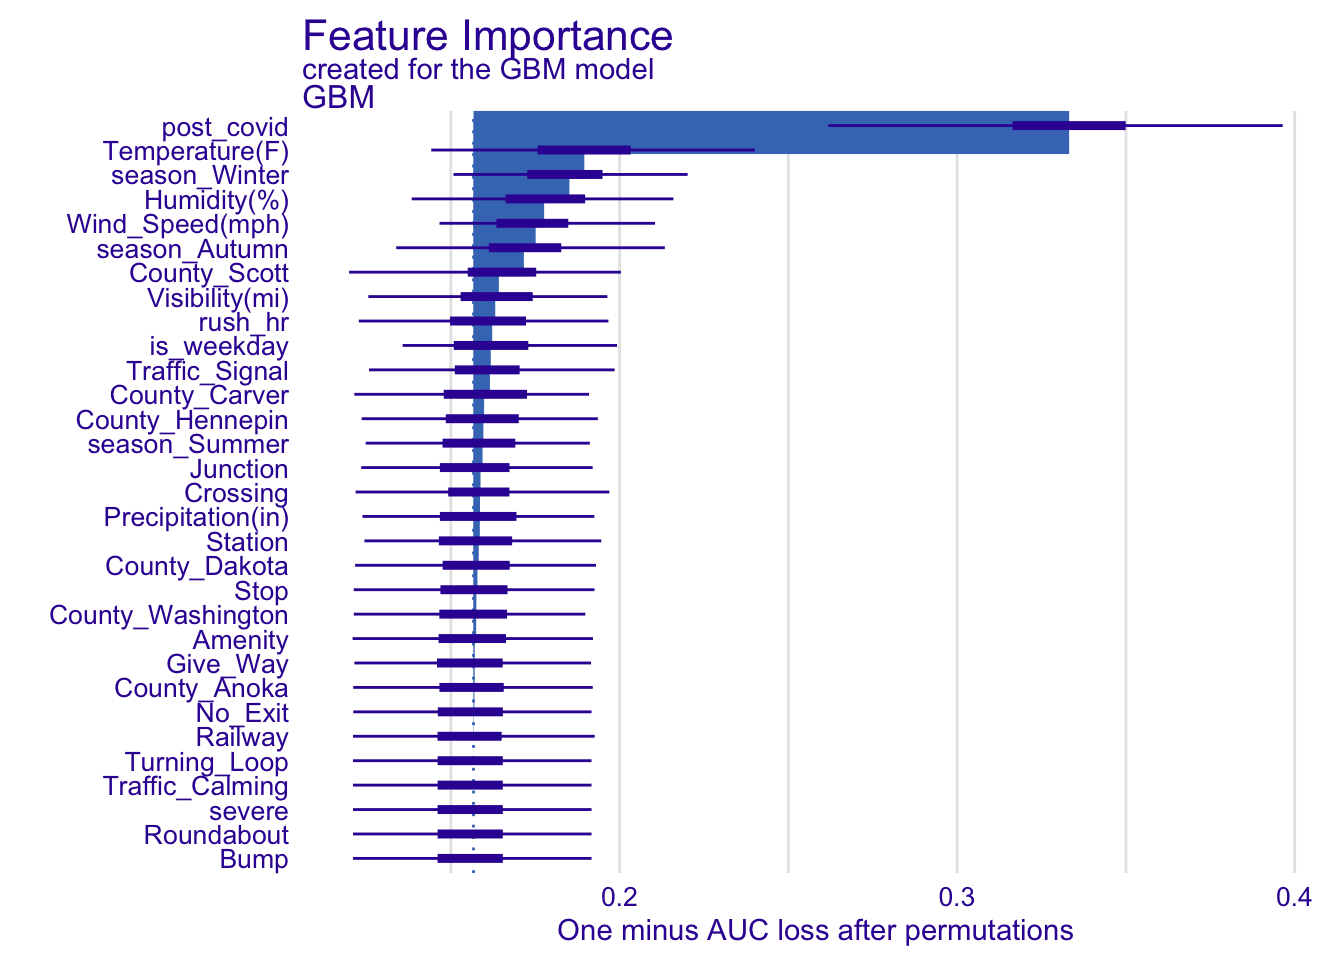 Feature Importance
created for the GBM model
GBM
post_covid
Temperature(F)
season_Winter
Humidity(%)
Wind_Speed(mph)
season_Autumn
County_Scott
Visibility(mi)
rush_hr
is_weekday
Traffic_Signal
County_Carver
County_Hennepin
season_Summer
Junction
Crossing
Precipitation(in)
Station
County_Dakota
Stop
County_Washington
Amenity
Give_Way
County_Anoka
No_Exit
Railway
Turning_Loop
Traffic_Calming
severe
Roundabout
Bump
0.2 0.3 0.4
One minus AUC loss after permutations